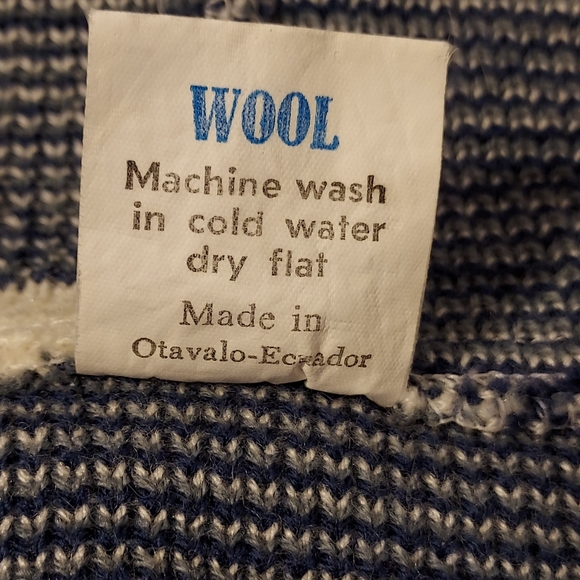 WOOL
Machine wash
in cold water
dry flat
Made in
Otavalo-Ecuador